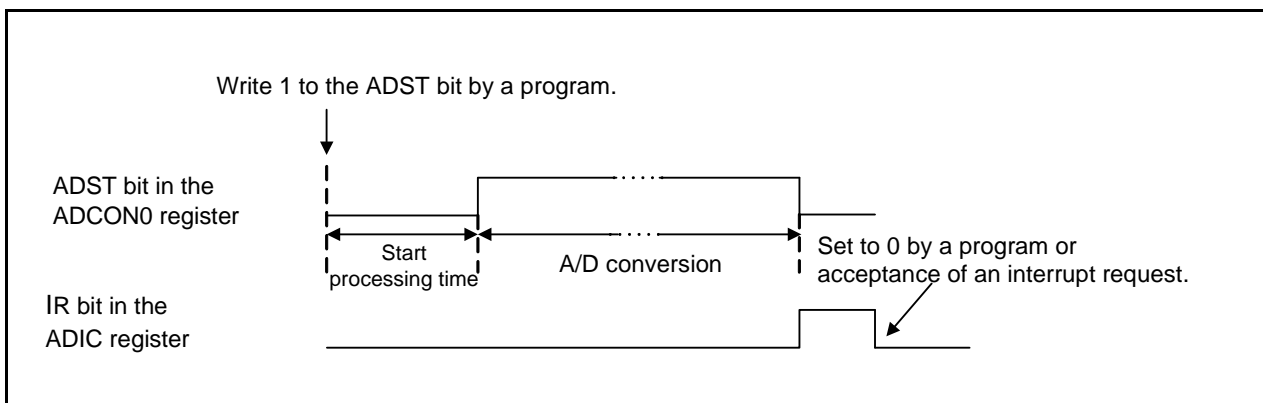 Write 1 to the ADST bit by a program.
ADST bit in the
ADCON0 register
Start
processing time
A/D conversion
Set to 0 by a program or
acceptance of an interrupt request.
IR bit in the
ADIC register